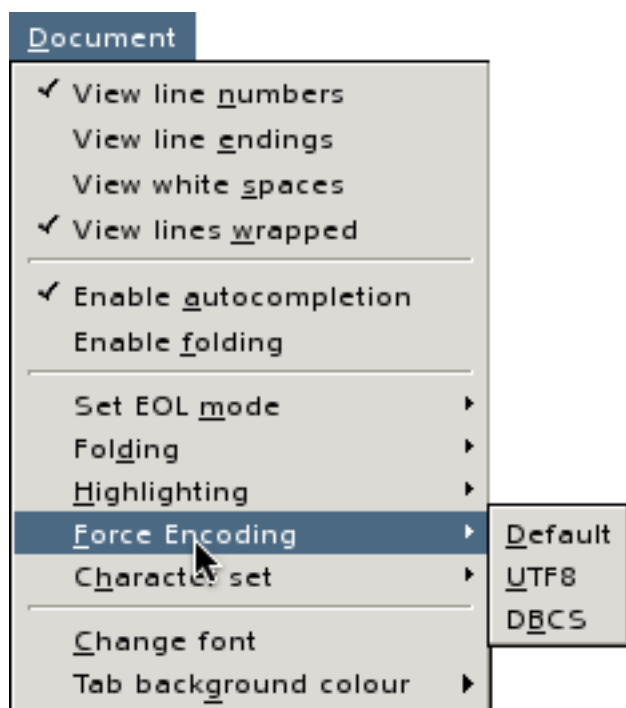 Document
View line numbers
View line endings
View white spaces
View lines wrapped
Enable autocompletion
Enable folding
Set EOL mode
Folding
Highlighting
Force Encoding
Default
UTF8
DBCS
Character set
Change font
Tab background colour